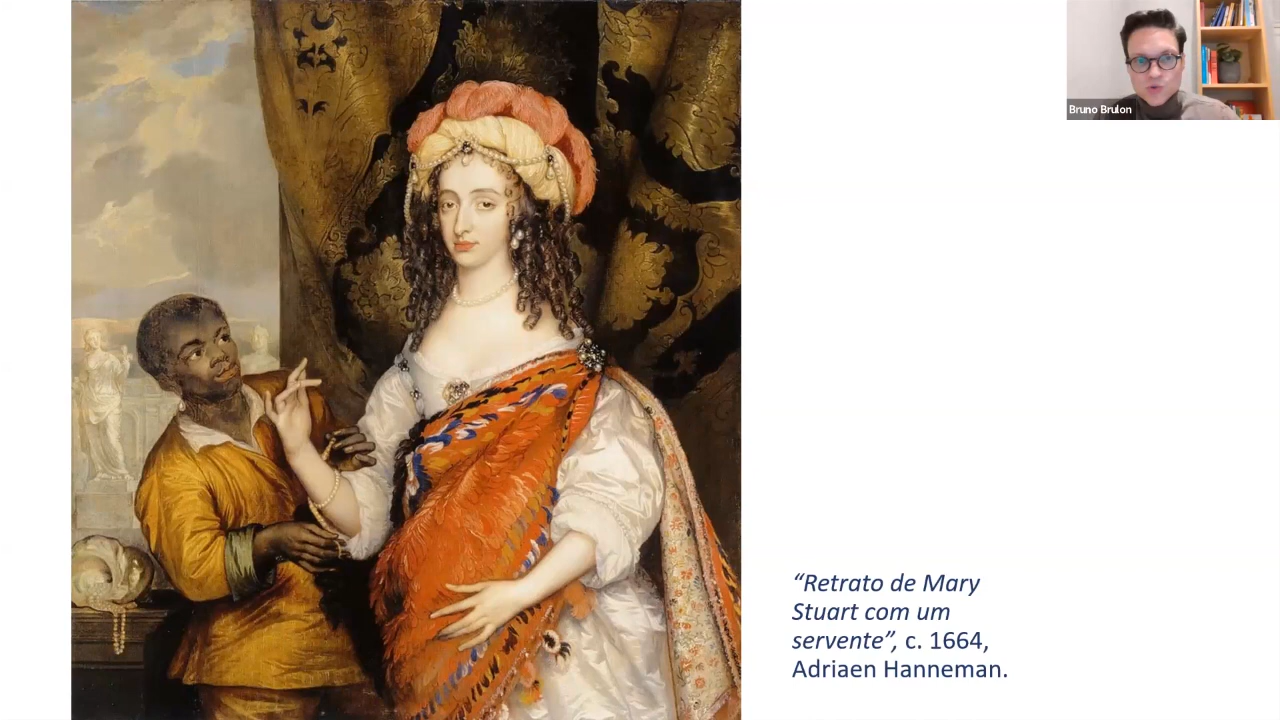 Bruno Brulon
“Retrato de Mary
Stuart com um
servente”, c. 1664,
Adriaen Hanneman.